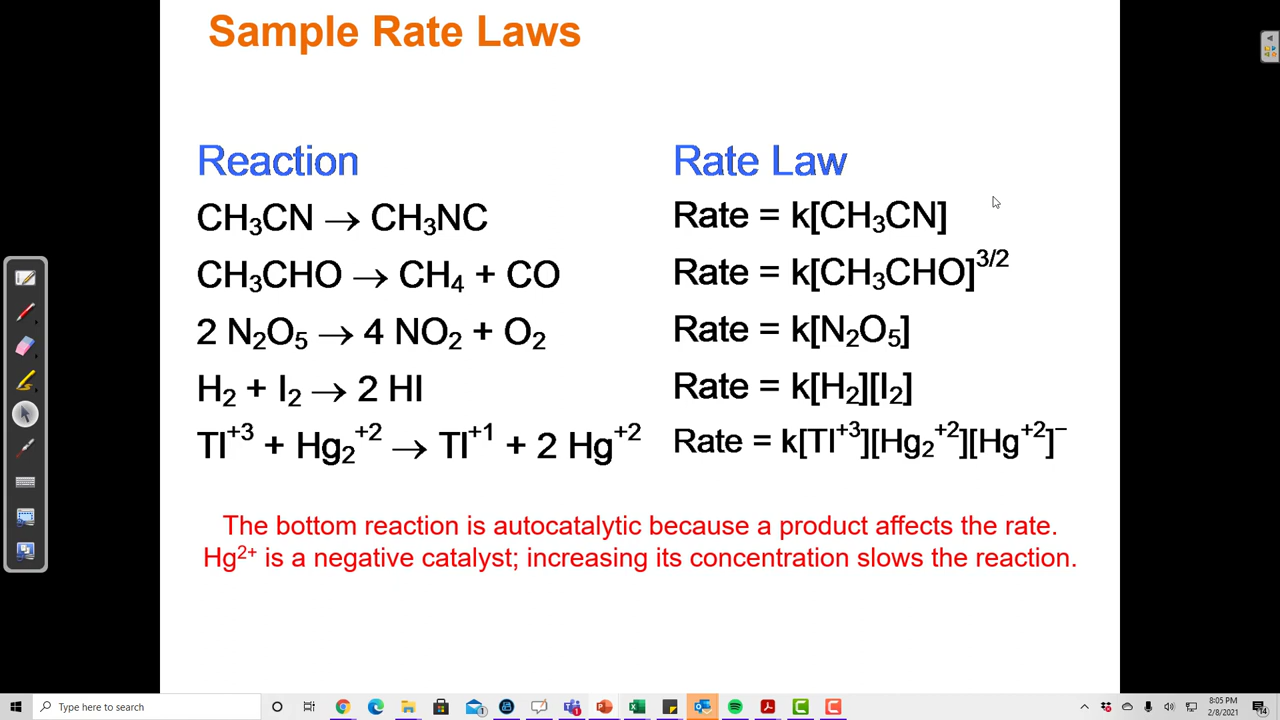 Sample Rate Laws
Reaction Rate Law
CH₃CN → CH₃NC Rate = k[CH₃CN]
CH₃CHO → CH₄ + CO Rate = k[CH₃CHO]³ᐟ²
2 N₂O₅ → 4 NO₂ + O₂ Rate = k[N₂O₅]
H₂ + I₂ → 2 HI Rate = k[H₂][I₂]
Tl⁺³ + Hg₂⁺² → Tl⁺¹ + 2 Hg⁺² Rate = k[Tl⁺³][Hg₂⁺²][Hg⁺²]⁻
The bottom reaction is autocatalytic because a product affects the rate.
Hg²⁺ is a negative catalyst; increasing its concentration slows the reaction.
Type here to search
8:05 PM
2/8/2021